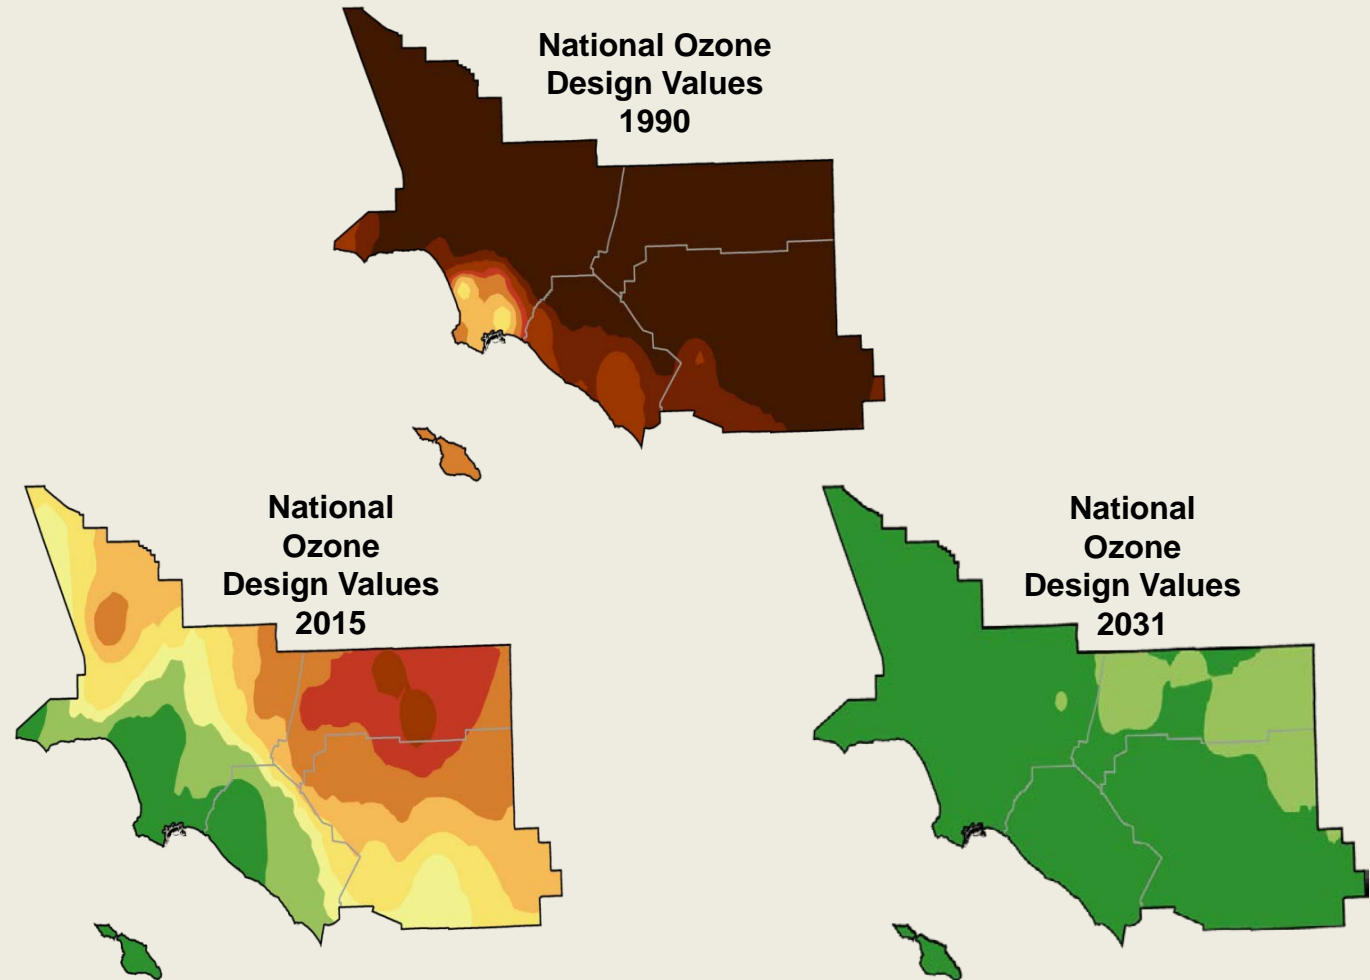 National Ozone
Design Values
1990
National
Ozone
Design Values
2015
National
Ozone
Design Values
2031